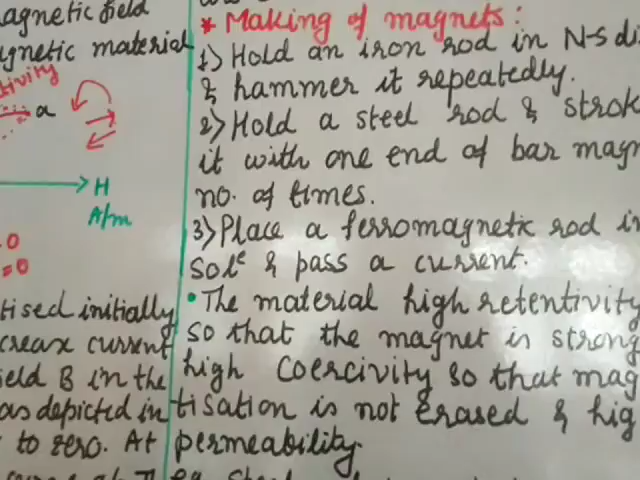 agnetic field
agnetic material
tivity
a
H
A/m
0
=0
tised initially
crease current
ield B in the
as depicted in
to zero. At
* Making of magnets:
1) Hold an iron rod in N-S di
& hammer it repeatedly.
2) Hold a steel rod & strok
it with one end of bar magn
no. of times.
3) Place a ferromagnetic rod in
Sol & pass a current.
• The material high retentivity
so that the magnet is strong
high Coercivity so that mag
tisation is not erased & hig
permeability.